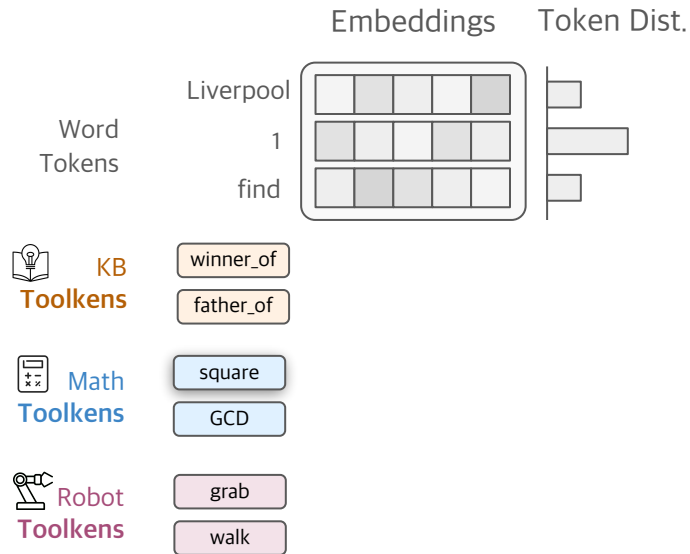 Embeddings Token Dist.
Liverpool
Word
Tokens
1
find
KB
Toolkens
winner_of
father_of
Math
Toolkens
square
GCD
Robot
Toolkens
grab
walk